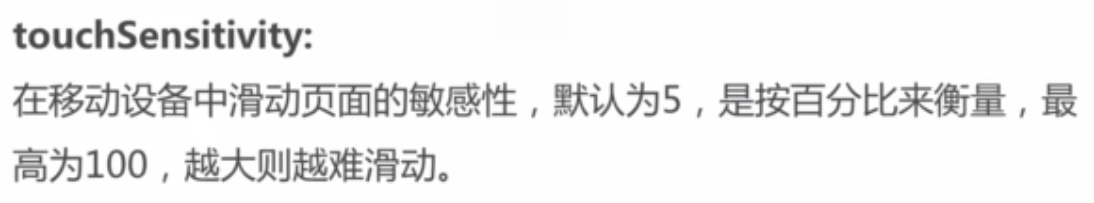 touchSensitivity:
在移动设备中滑动页面的敏感性，默认为5，是按百分比来衡量，最
高为100，越大则越难滑动。